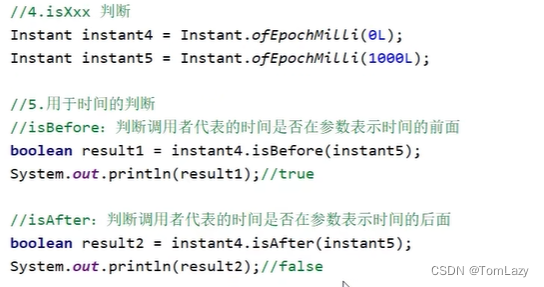 //4.isXxx 判断
Instant instant4 = Instant.ofEpochMilli(0L);
Instant instant5 = Instant.ofEpochMilli(1000L);
//5.用于时间的判断
//isBefore: 判断调用者代表的时间是否在参数表示时间的前面
boolean result1 = instant4.isBefore(instant5);
System.out.println(result1);//true
//isAfter: 判断调用者代表的时间是否在参数表示时间的后面
boolean result2 = instant4.isAfter(instant5);
System.out.println(result2);//false
CSDN @TomLazy